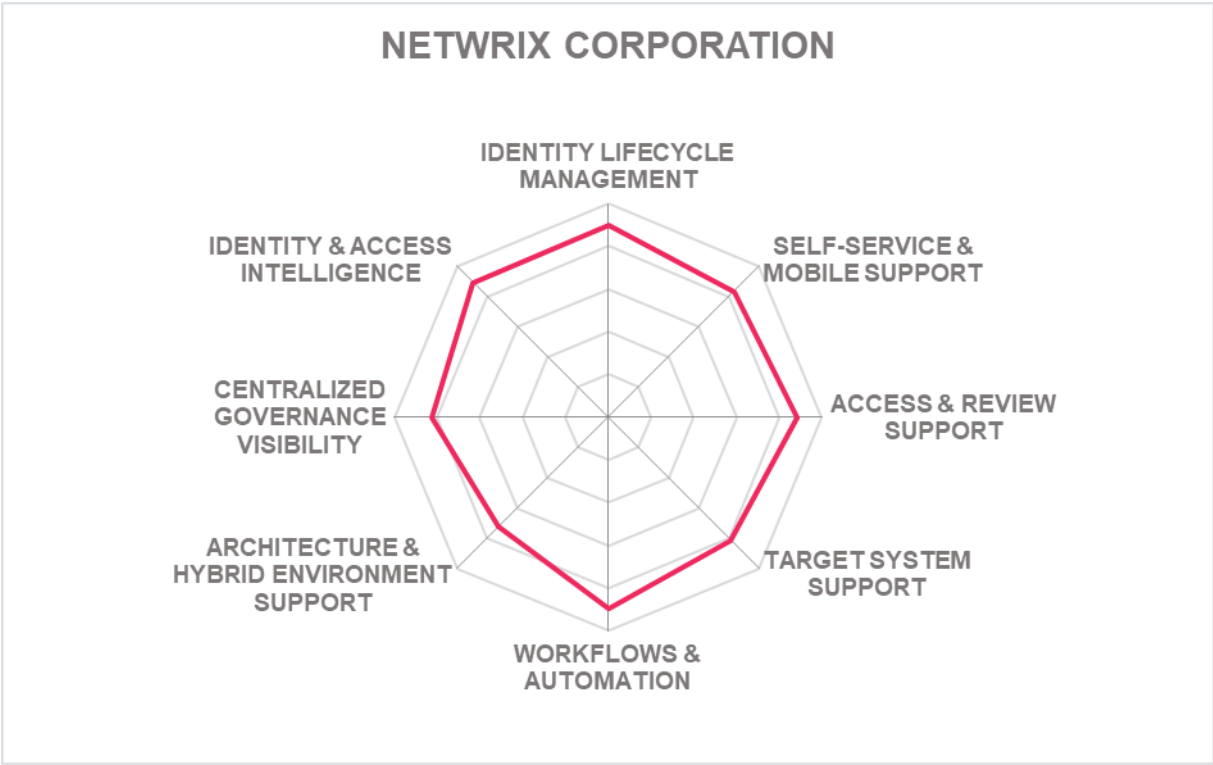 NETWRIX CORPORATION
IDENTITY LIFECYCLE
MANAGEMENT
IDENTITY & ACCESS
INTELLIGENCE
SELF-SERVICE &
MOBILE SUPPORT
CENTRALIZED
GOVERNANCE
VISIBILITY
ACCESS & REVIEW
SUPPORT
ARCHITECTURE &
HYBRID ENVIRONMENT
SUPPORT
TARGET SYSTEM
SUPPORT
WORKFLOWS &
AUTOMATION